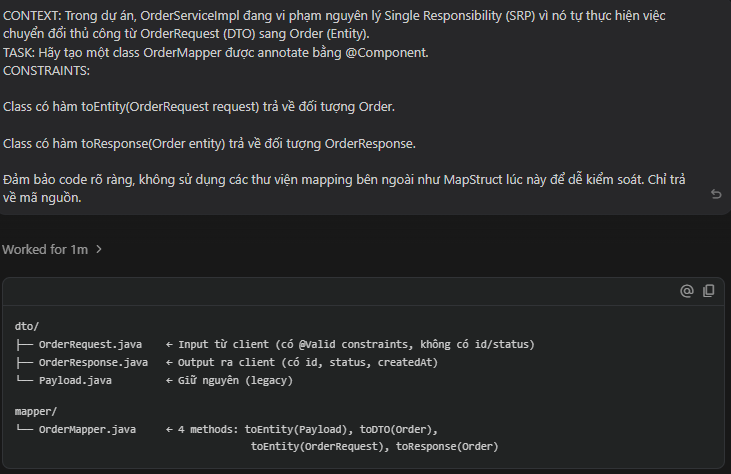 CONTEXT: Trong dự án, OrderServiceImpl đang vi phạm nguyên lý Single Responsibility (SRP) vì nó tự thực hiện việc
chuyển đổi thủ công từ OrderRequest (DTO) sang Order (Entity).
TASK: Hãy tạo một class OrderMapper được annotate bằng @Component.
CONSTRAINTS:
Class có hàm toEntity(OrderRequest request) trả về đối tượng Order.
Class có hàm toResponse(Order entity) trả về đối tượng OrderResponse.
Đảm bảo code rõ ràng, không sử dụng các thư viện mapping bên ngoài như MapStruct lúc này để dễ kiểm soát. Chỉ trả
về mã nguồn.
Worked for 1m >
dto/
├── OrderRequest.java ← Input từ client (có @Valid constraints, không có id/status)
├── OrderResponse.java ← Output ra client (có id, status, createdAt)
└── Payload.java ← Giữ nguyên (legacy)
mapper/
└── OrderMapper.java ← 4 methods: toEntity(Payload), toDTO(Order),
toEntity(OrderRequest), toResponse(Order)